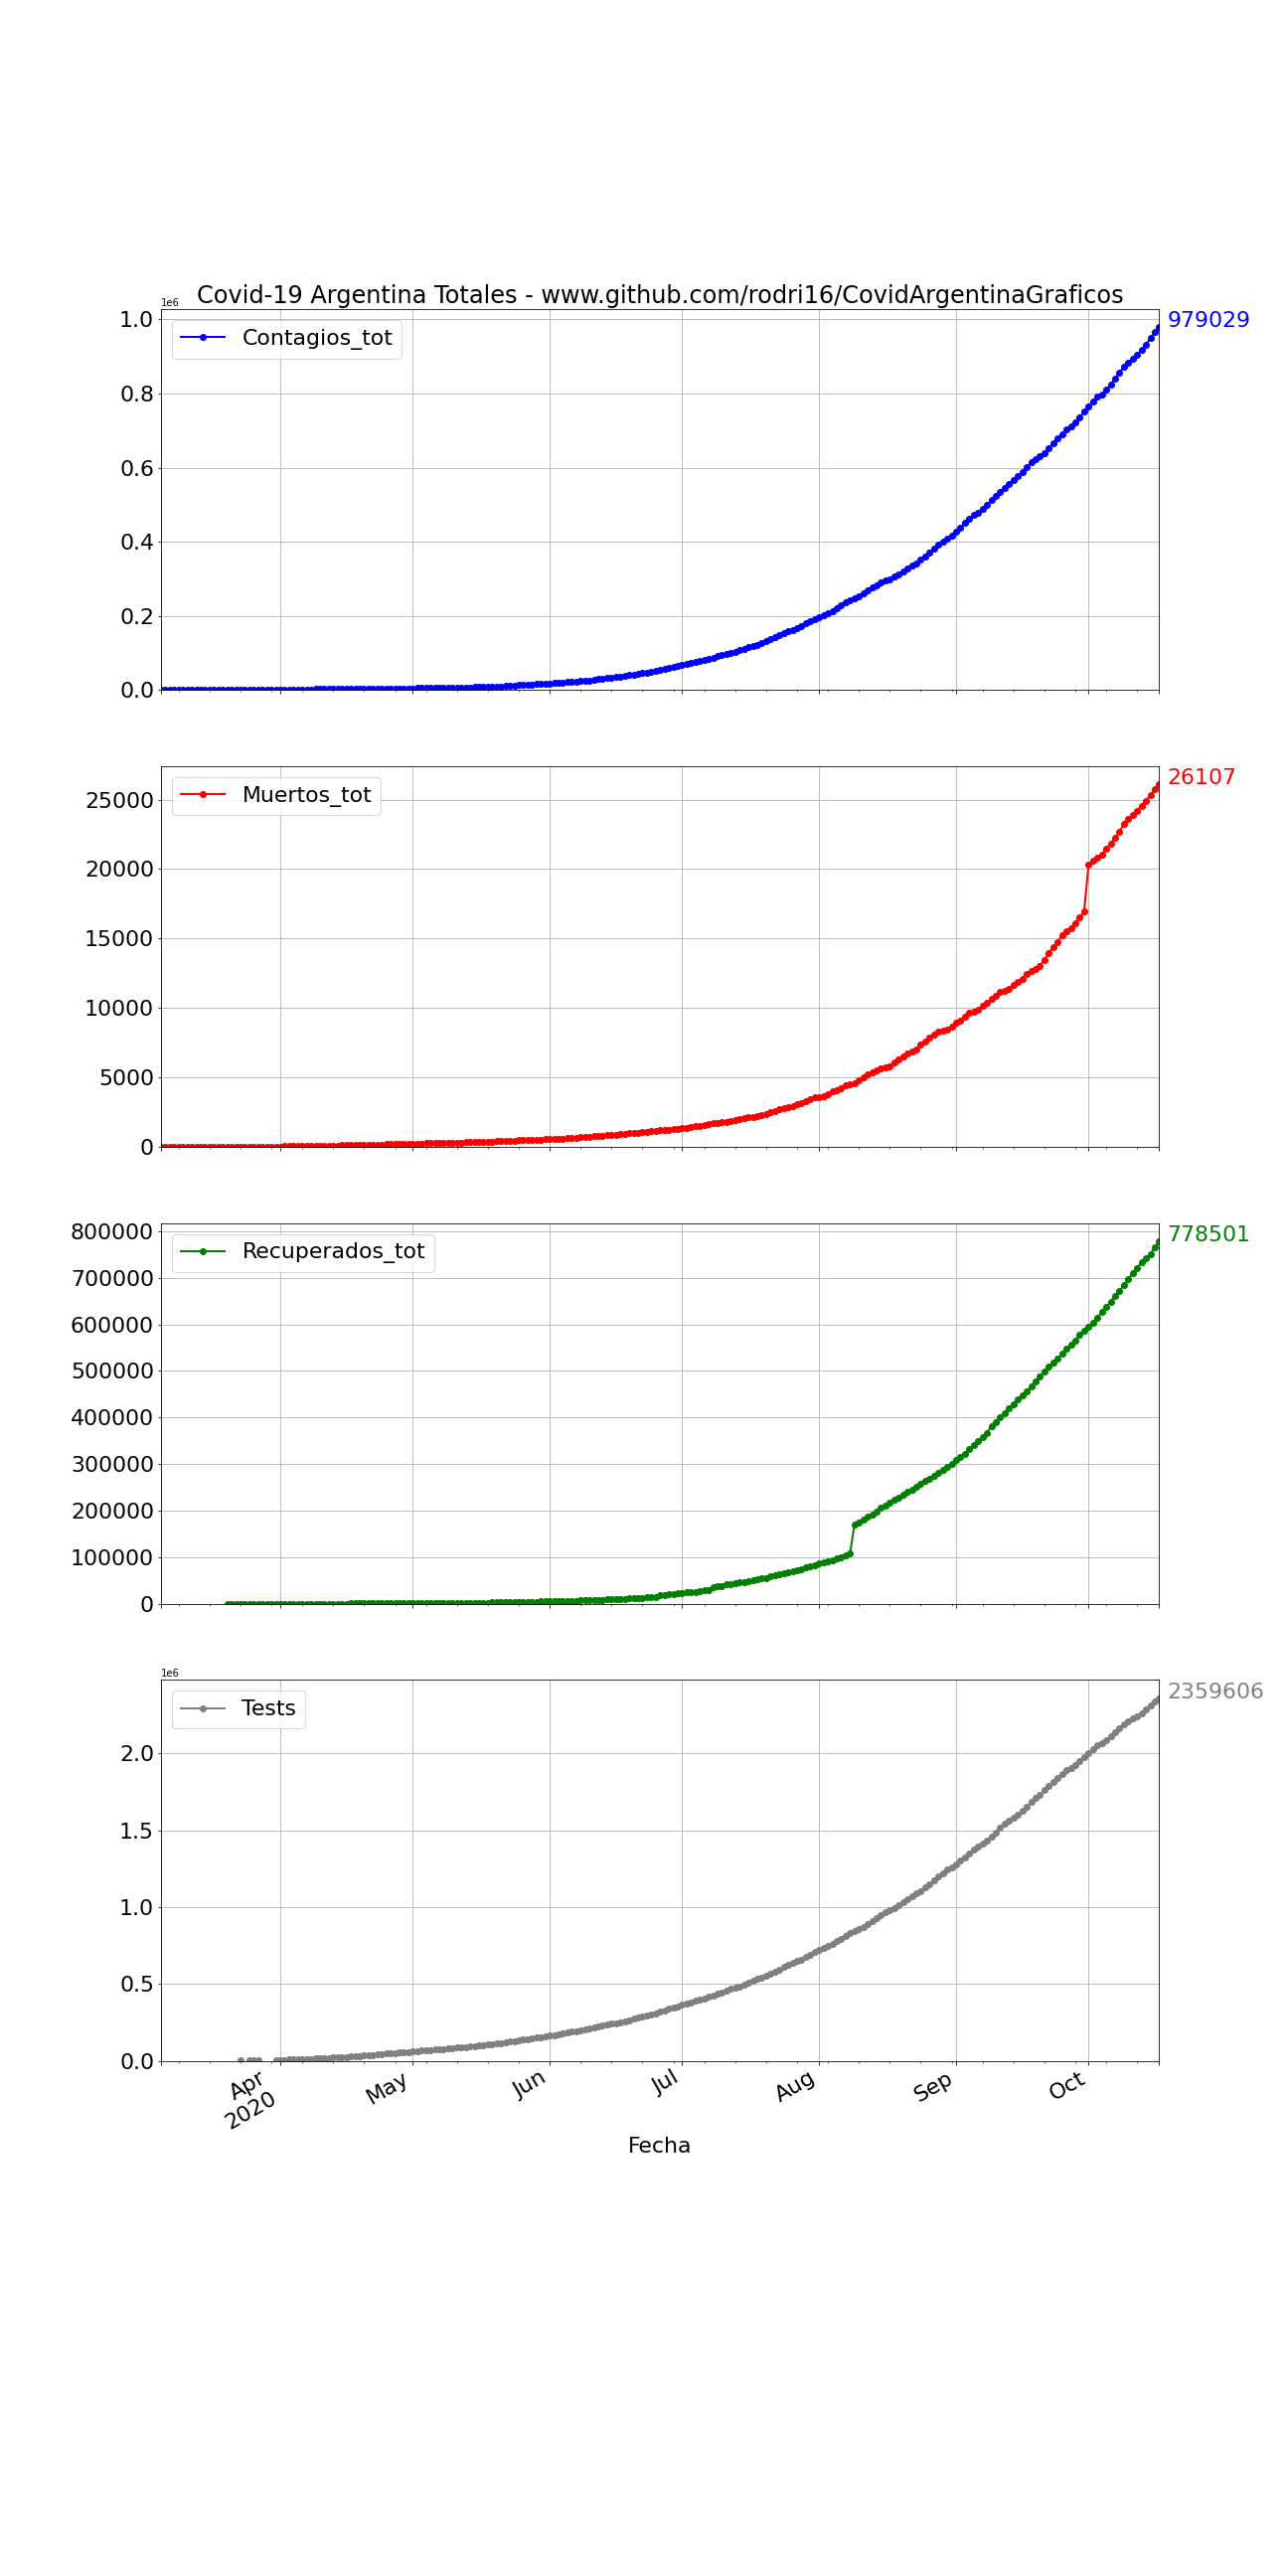 Covid-19 Argentina Totales - www.github.com/rodri16/CovidArgentinaGraficos
1e6
979029
1.0
Contagios_tot
0.8
0.6
0.4
0.2
0.0
26107
Muertos_tot
25000
20000
15000
10000
5000
0
778501
800000
Recuperados_tot
700000
600000
500000
400000
300000
200000
100000
0
1e6
2359606
Tests
2.0
1.5
1.0
0.5
0.0
Apr
2020
May
Jun
Jul
Aug
Sep
Oct
Fecha